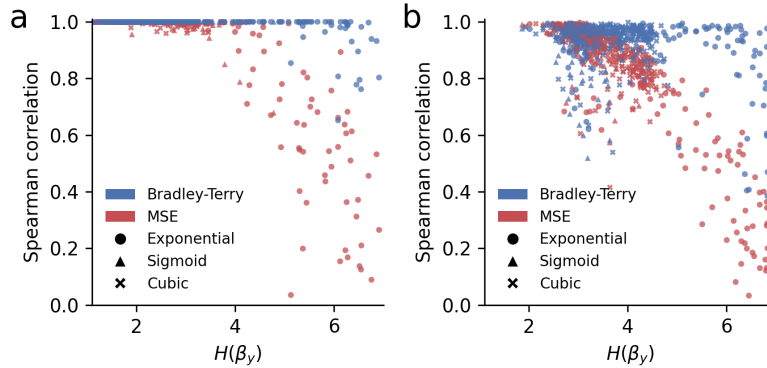 a
Spearman correlation
1.0
0.8
0.6
0.4
0.2
0.0
Bradley-Terry
MSE
Exponential
Sigmoid
Cubic
2 4 6
H(βy)
b
Spearman correlation
1.0
0.8
0.6
0.4
0.2
0.0
Bradley-Terry
MSE
Exponential
Sigmoid
Cubic
2 4 6
H(βy)